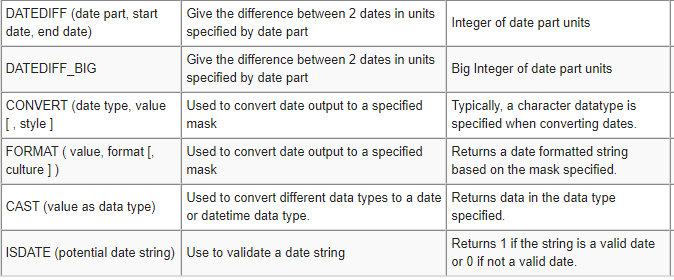 DATEDIFF (date part, start
date, end date)
Give the difference between 2 dates in units
specified by date part
Integer of date part units
DATEDIFF_BIG
Give the difference between 2 dates in units
specified by date part
Big Integer of date part units
CONVERT (date type, value
[ , style ]
Used to convert date output to a specified
mask
Typically, a character datatype is
specified when converting dates.
FORMAT ( value, format [,
culture ] )
Used to convert date output to a specified
mask
Returns a date formatted string
based on the mask specified.
CAST (value as data type)
Used to convert different data types to a date
or datetime data type.
Returns data in the data type
specified.
ISDATE (potential date string)
Use to validate a date string
Returns 1 if the string is a valid date
or 0 if not a valid date.